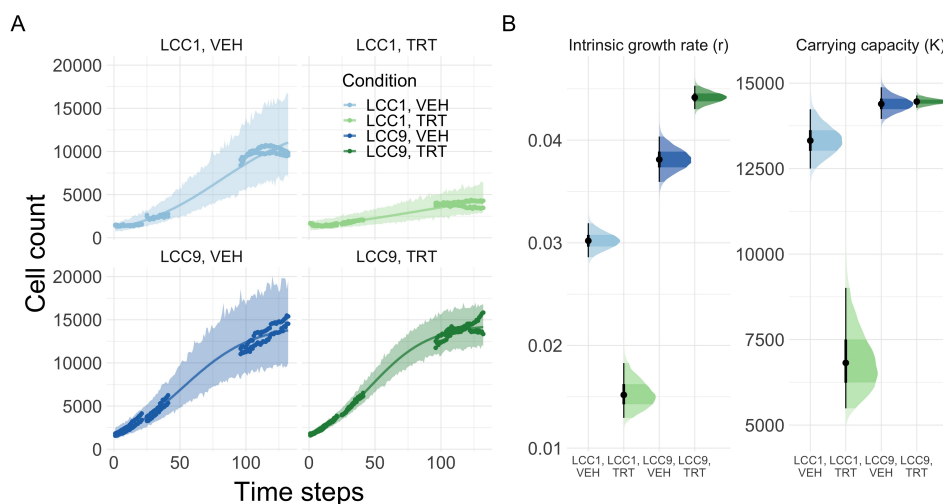 A
LCC1, VEH
LCC1, TRT
20000
15000
10000
5000
0
Condition
LCC1, VEH
LCC1, TRT
LCC9, VEH
LCC9, TRT
Cell count
LCC9, VEH
LCC9, TRT
20000
15000
10000
5000
0
0
50
100
0
50
100
Time steps
B
Intrinsic growth rate (r)
0.04
0.03
0.02
0.01
LCC1, VEH
LCC1, TRT
LCC9, VEH
LCC9, TRT
Carrying capacity (K)
15000
12500
10000
7500
5000
LCC1, VEH
LCC1, TRT
LCC9, VEH
LCC9, TRT